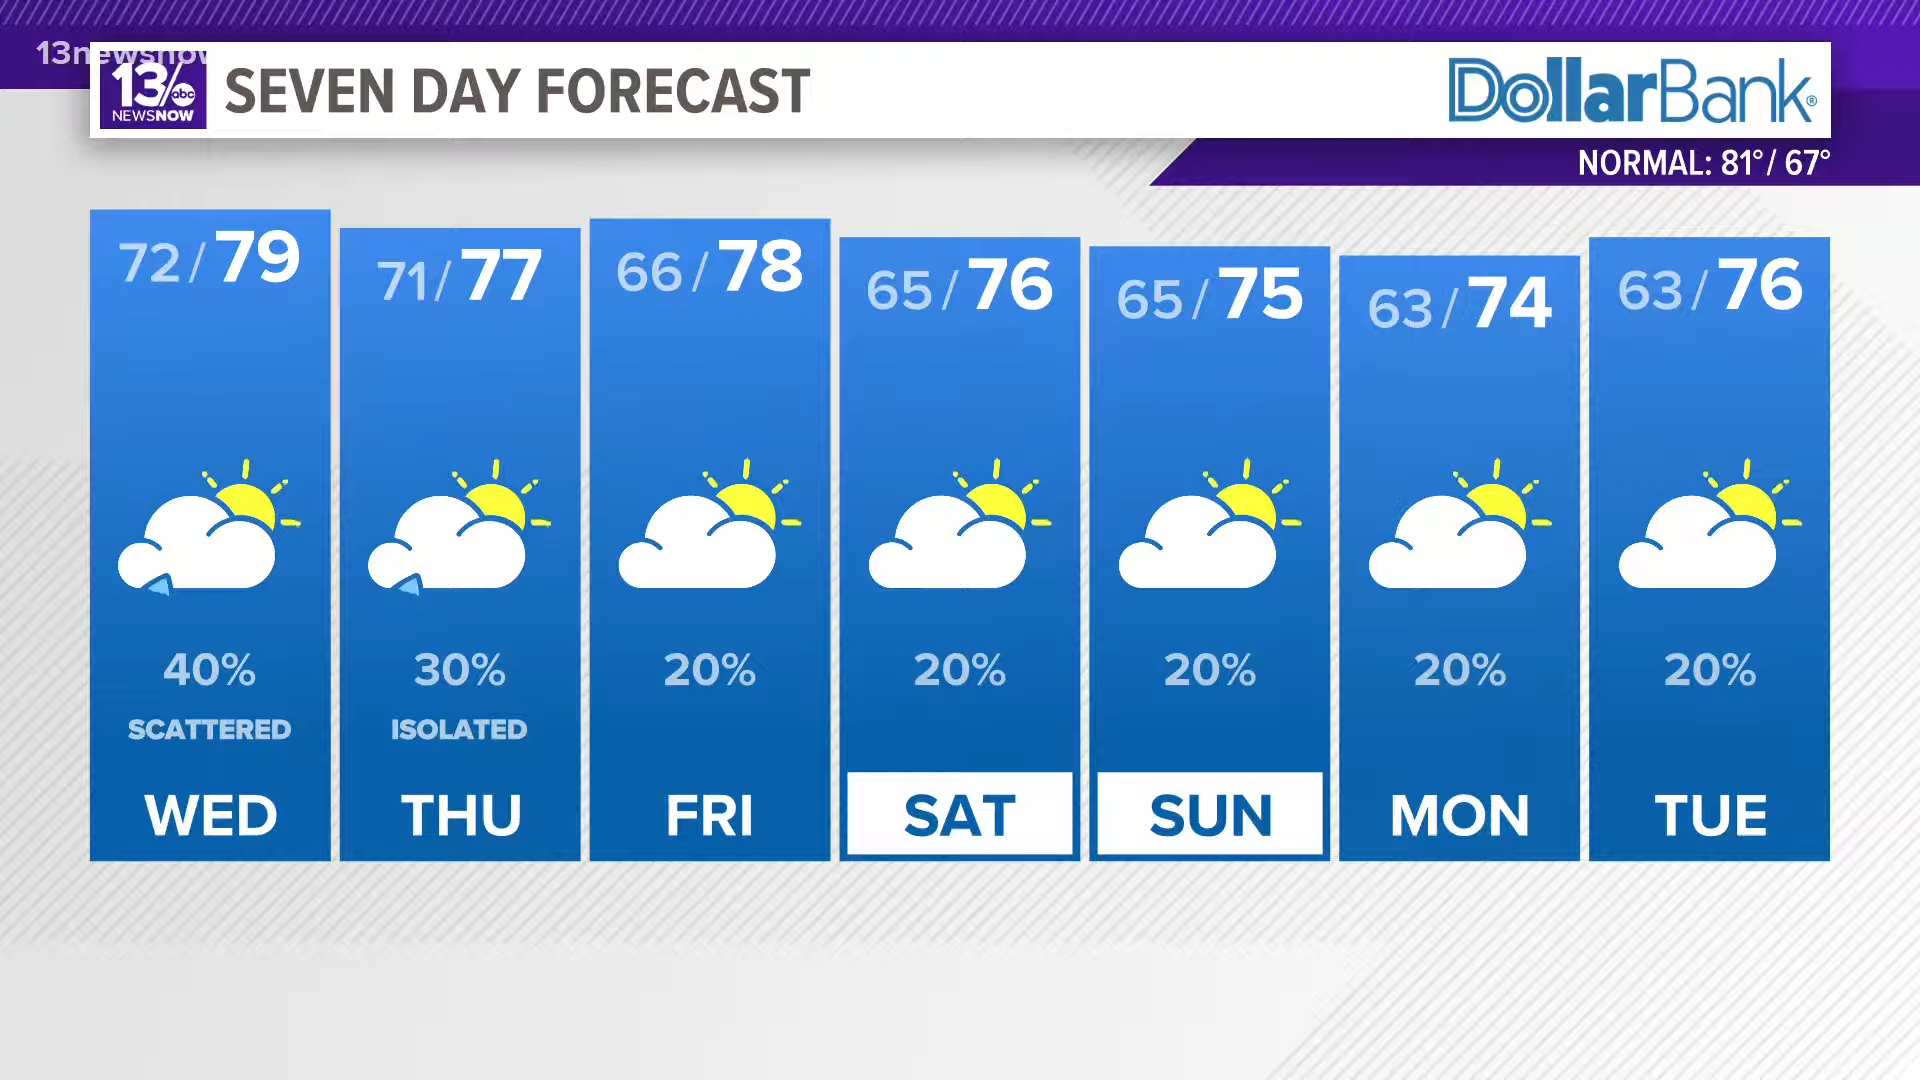 13newsnow
13/abc
NEWSNOW
SEVEN DAY FORECAST
DollarBank®
NORMAL: 81°/ 67°
72/79 71/77 66/78 65/76 65/75 63/74 63/76
40% 30% 20% 20% 20% 20% 20%
SCATTERED ISOLATED
WED THU FRI SAT SUN MON TUE